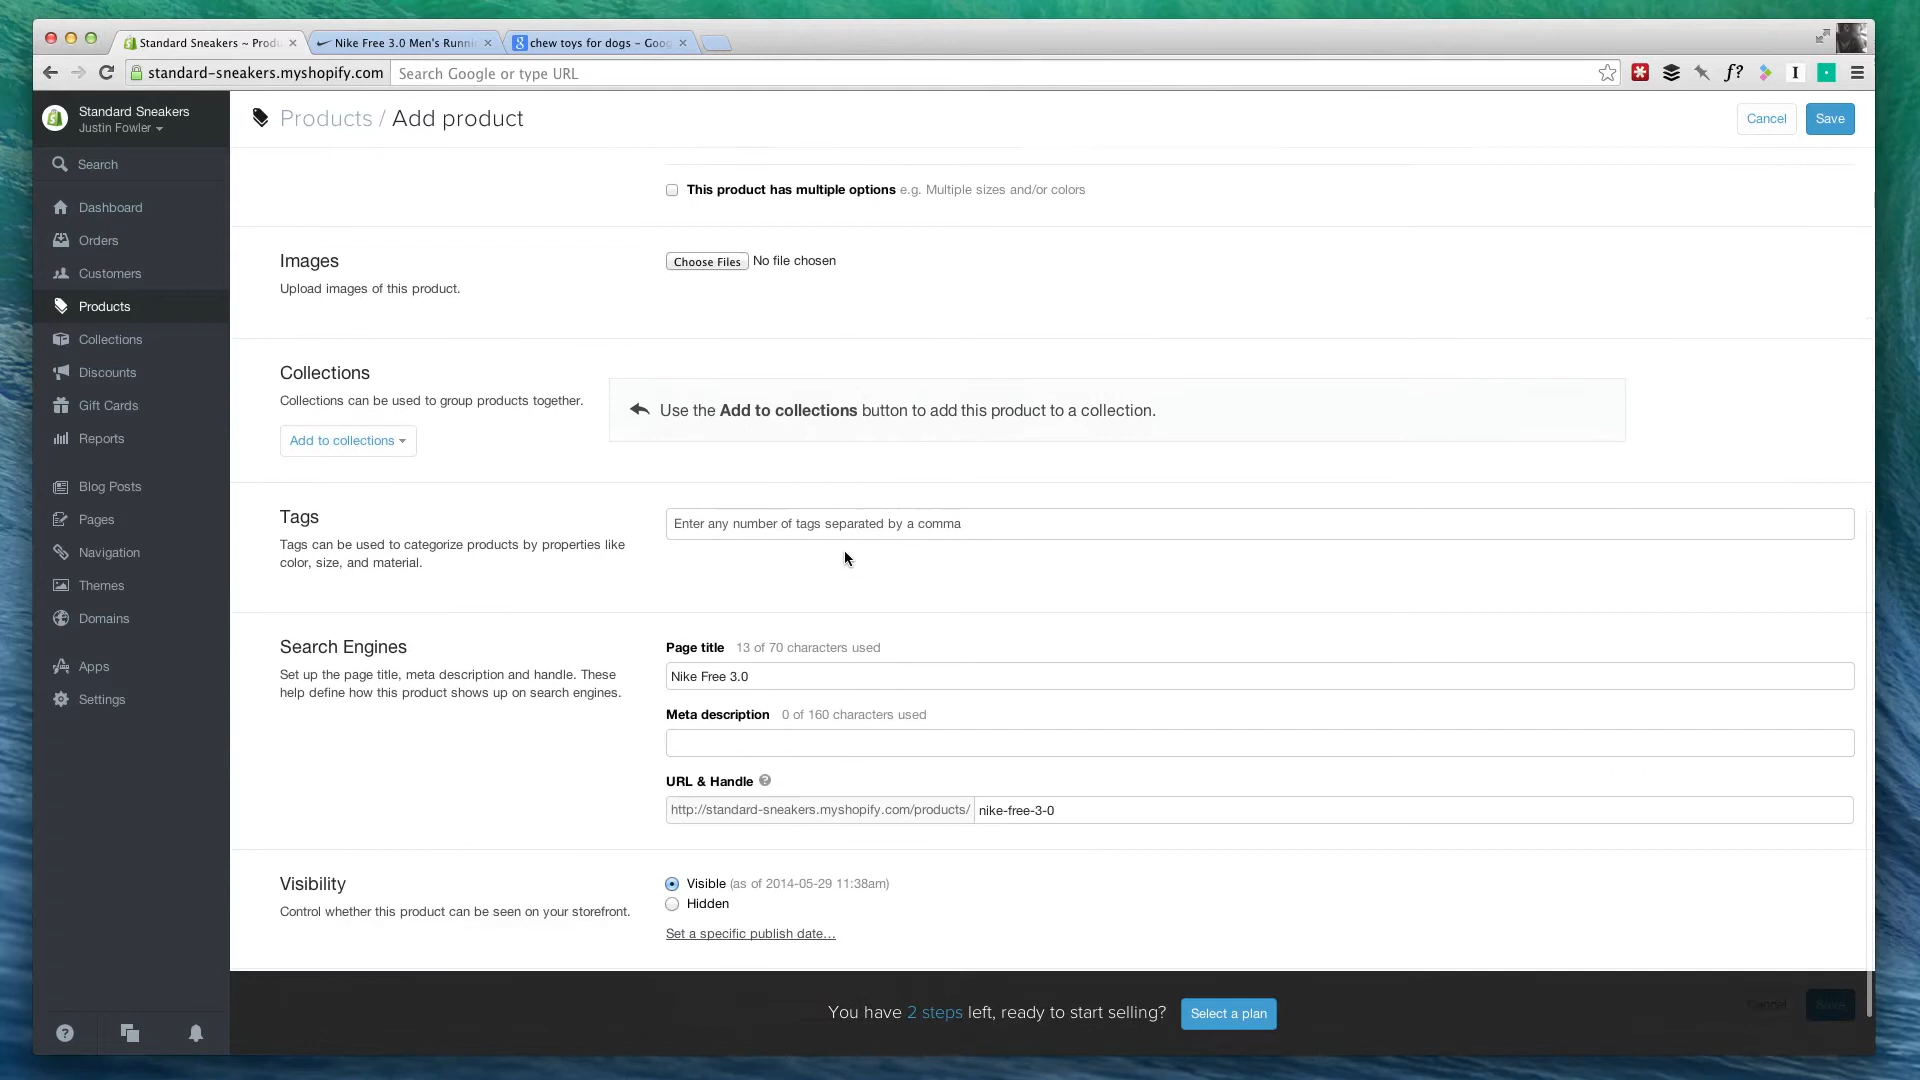 Standard Sneakers ~ Produ
Nike Free 3.0 Men's Runni
chew toys for dogs – Goog
standard-sneakers.myshopify.com
Search Google or type URL
f?
I
Standard Sneakers
Justin Fowler
Products / Add product
Cancel
Save
Search
Dashboard
Orders
Customers
Products
Collections
Discounts
Gift Cards
Reports
Blog Posts
Pages
Navigation
Themes
Domains
Apps
Settings
This product has multiple options e.g. Multiple sizes and/or colors
Images
Upload images of this product.
Choose Files No file chosen
Collections
Collections can be used to group products together.
Add to collections
Use the Add to collections button to add this product to a collection.
Tags
Tags can be used to categorize products by properties like
color, size, and material.
Enter any number of tags separated by a comma
Search Engines
Set up the page title, meta description and handle. These
help define how this product shows up on search engines.
Page title 13 of 70 characters used
Nike Free 3.0
Meta description 0 of 160 characters used
URL & Handle ?
http://standard-sneakers.myshopify.com/products/ nike-free-3-0
Visibility
Control whether this product can be seen on your storefront.
Visible (as of 2014-05-29 11:38am)
Hidden
Set a specific publish date...
You have 2 steps left, ready to start selling?
Select a plan
Cancel
Save